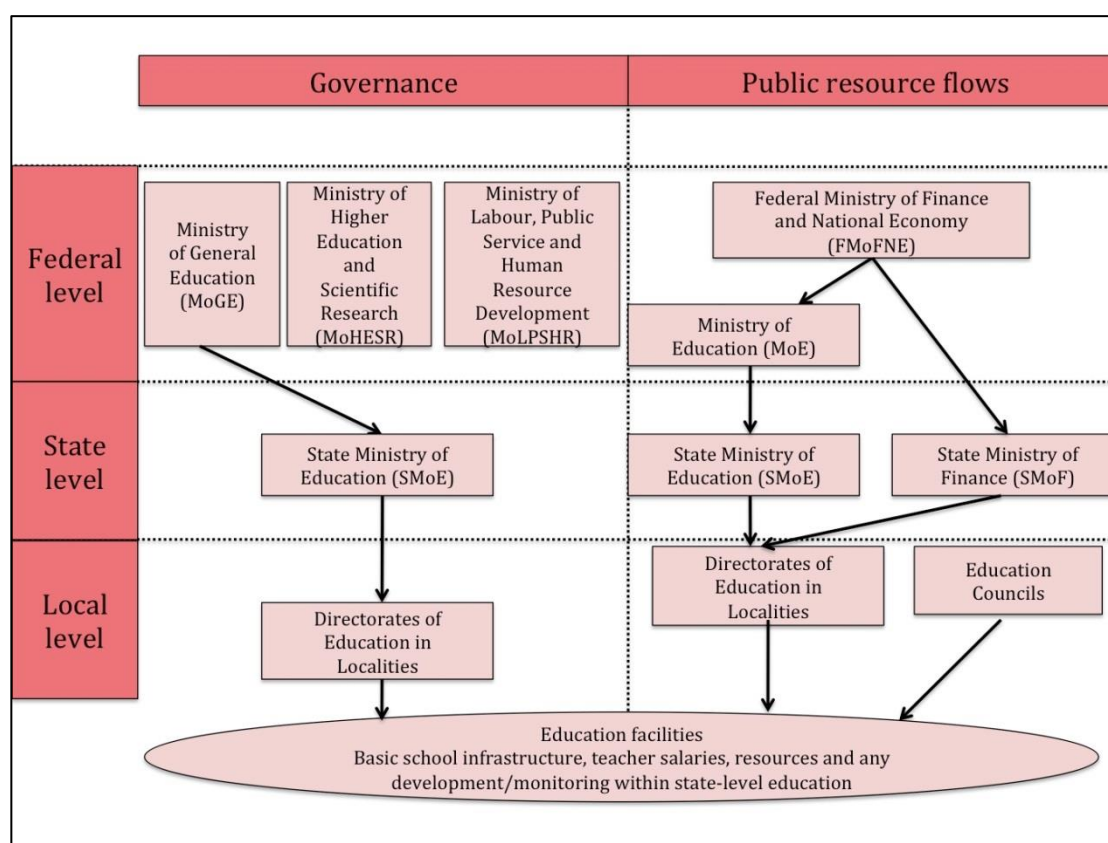 Governance
Public resource flows
Federal
level
Ministry
of General
Education
(MoGE)
Ministry of
Higher
Education
and
Scientific
Research
(MoHESR)
Ministry of
Labour, Public
Service and
Human
Resource
Development
(MoLPSHR)
Federal Ministry of Finance
and National Economy
(FMoFNE)
Ministry of
Education (MoE)
State
level
State Ministry of
Education (SMoE)
State Ministry of
Education (SMoE)
State Ministry of
Finance (SMoF)
Local
level
Directorates of
Education in
Localities
Directorates of
Education in
Localities
Education
Councils
Education facilities
Basic school infrastructure, teacher salaries, resources and any
development/monitoring within state-level education